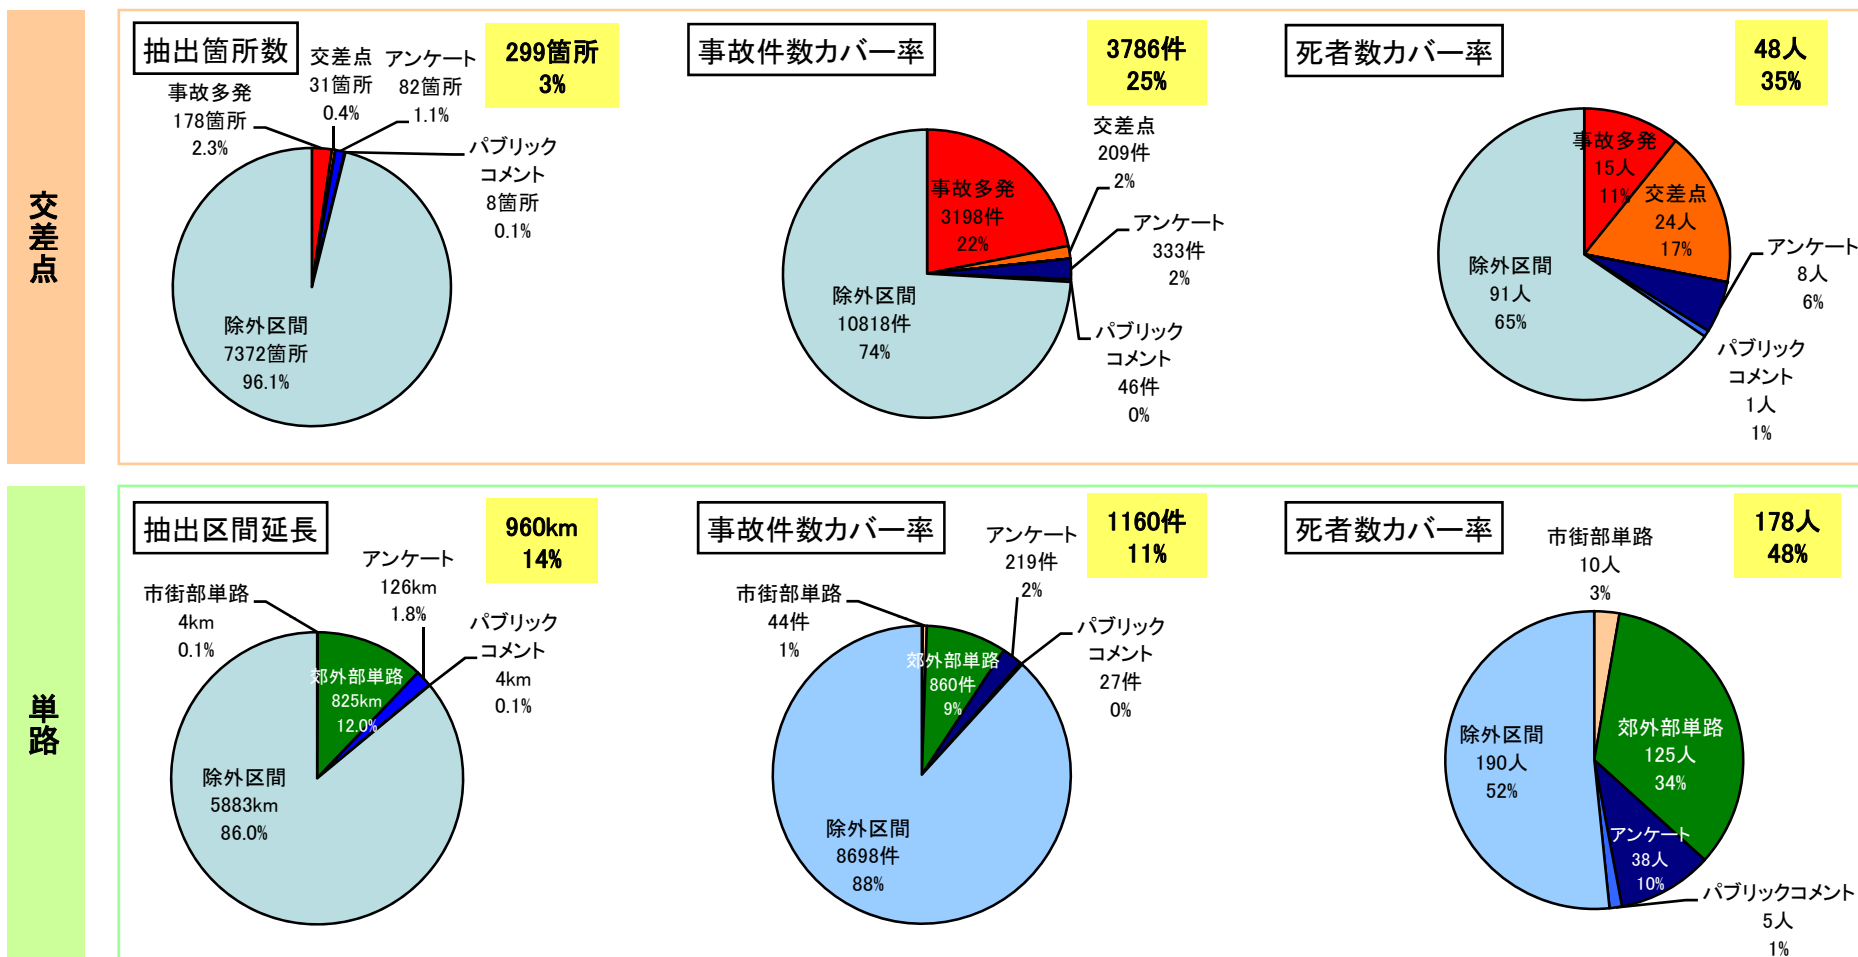 交差点
抽出箇所数
299箇所
3%
事故多発
178箇所
2.3%
交差点
31箇所
0.4%
アンケート
82箇所
1.1%
パブリック
コメント
8箇所
0.1%
除外区間
7372箇所
96.1%
事故件数カバー率
3786件
25%
事故多発
3198件
22%
交差点
209件
2%
アンケート
333件
2%
パブリック
コメント
46件
0%
除外区間
10818件
74%
死者数カバー率
48人
35%
事故多発
15人
11%
交差点
24人
17%
アンケート
8人
6%
パブリック
コメント
1人
1%
除外区間
91人
65%
単路
抽出区間延長
960km
14%
市街部単路
4km
0.1%
郊外部単路
825km
12.0%
アンケート
126km
1.8%
パブリック
コメント
4km
0.1%
除外区間
5883km
86.0%
事故件数カバー率
1160件
11%
市街部単路
44件
1%
郊外部単路
860件
9%
アンケート
219件
2%
パブリック
コメント
27件
0%
除外区間
8698件
88%
死者数カバー率
178人
48%
市街部単路
10人
3%
郊外部単路
125人
34%
アンケート
38人
10%
パブリックコメント
5人
1%
除外区間
190人
52%